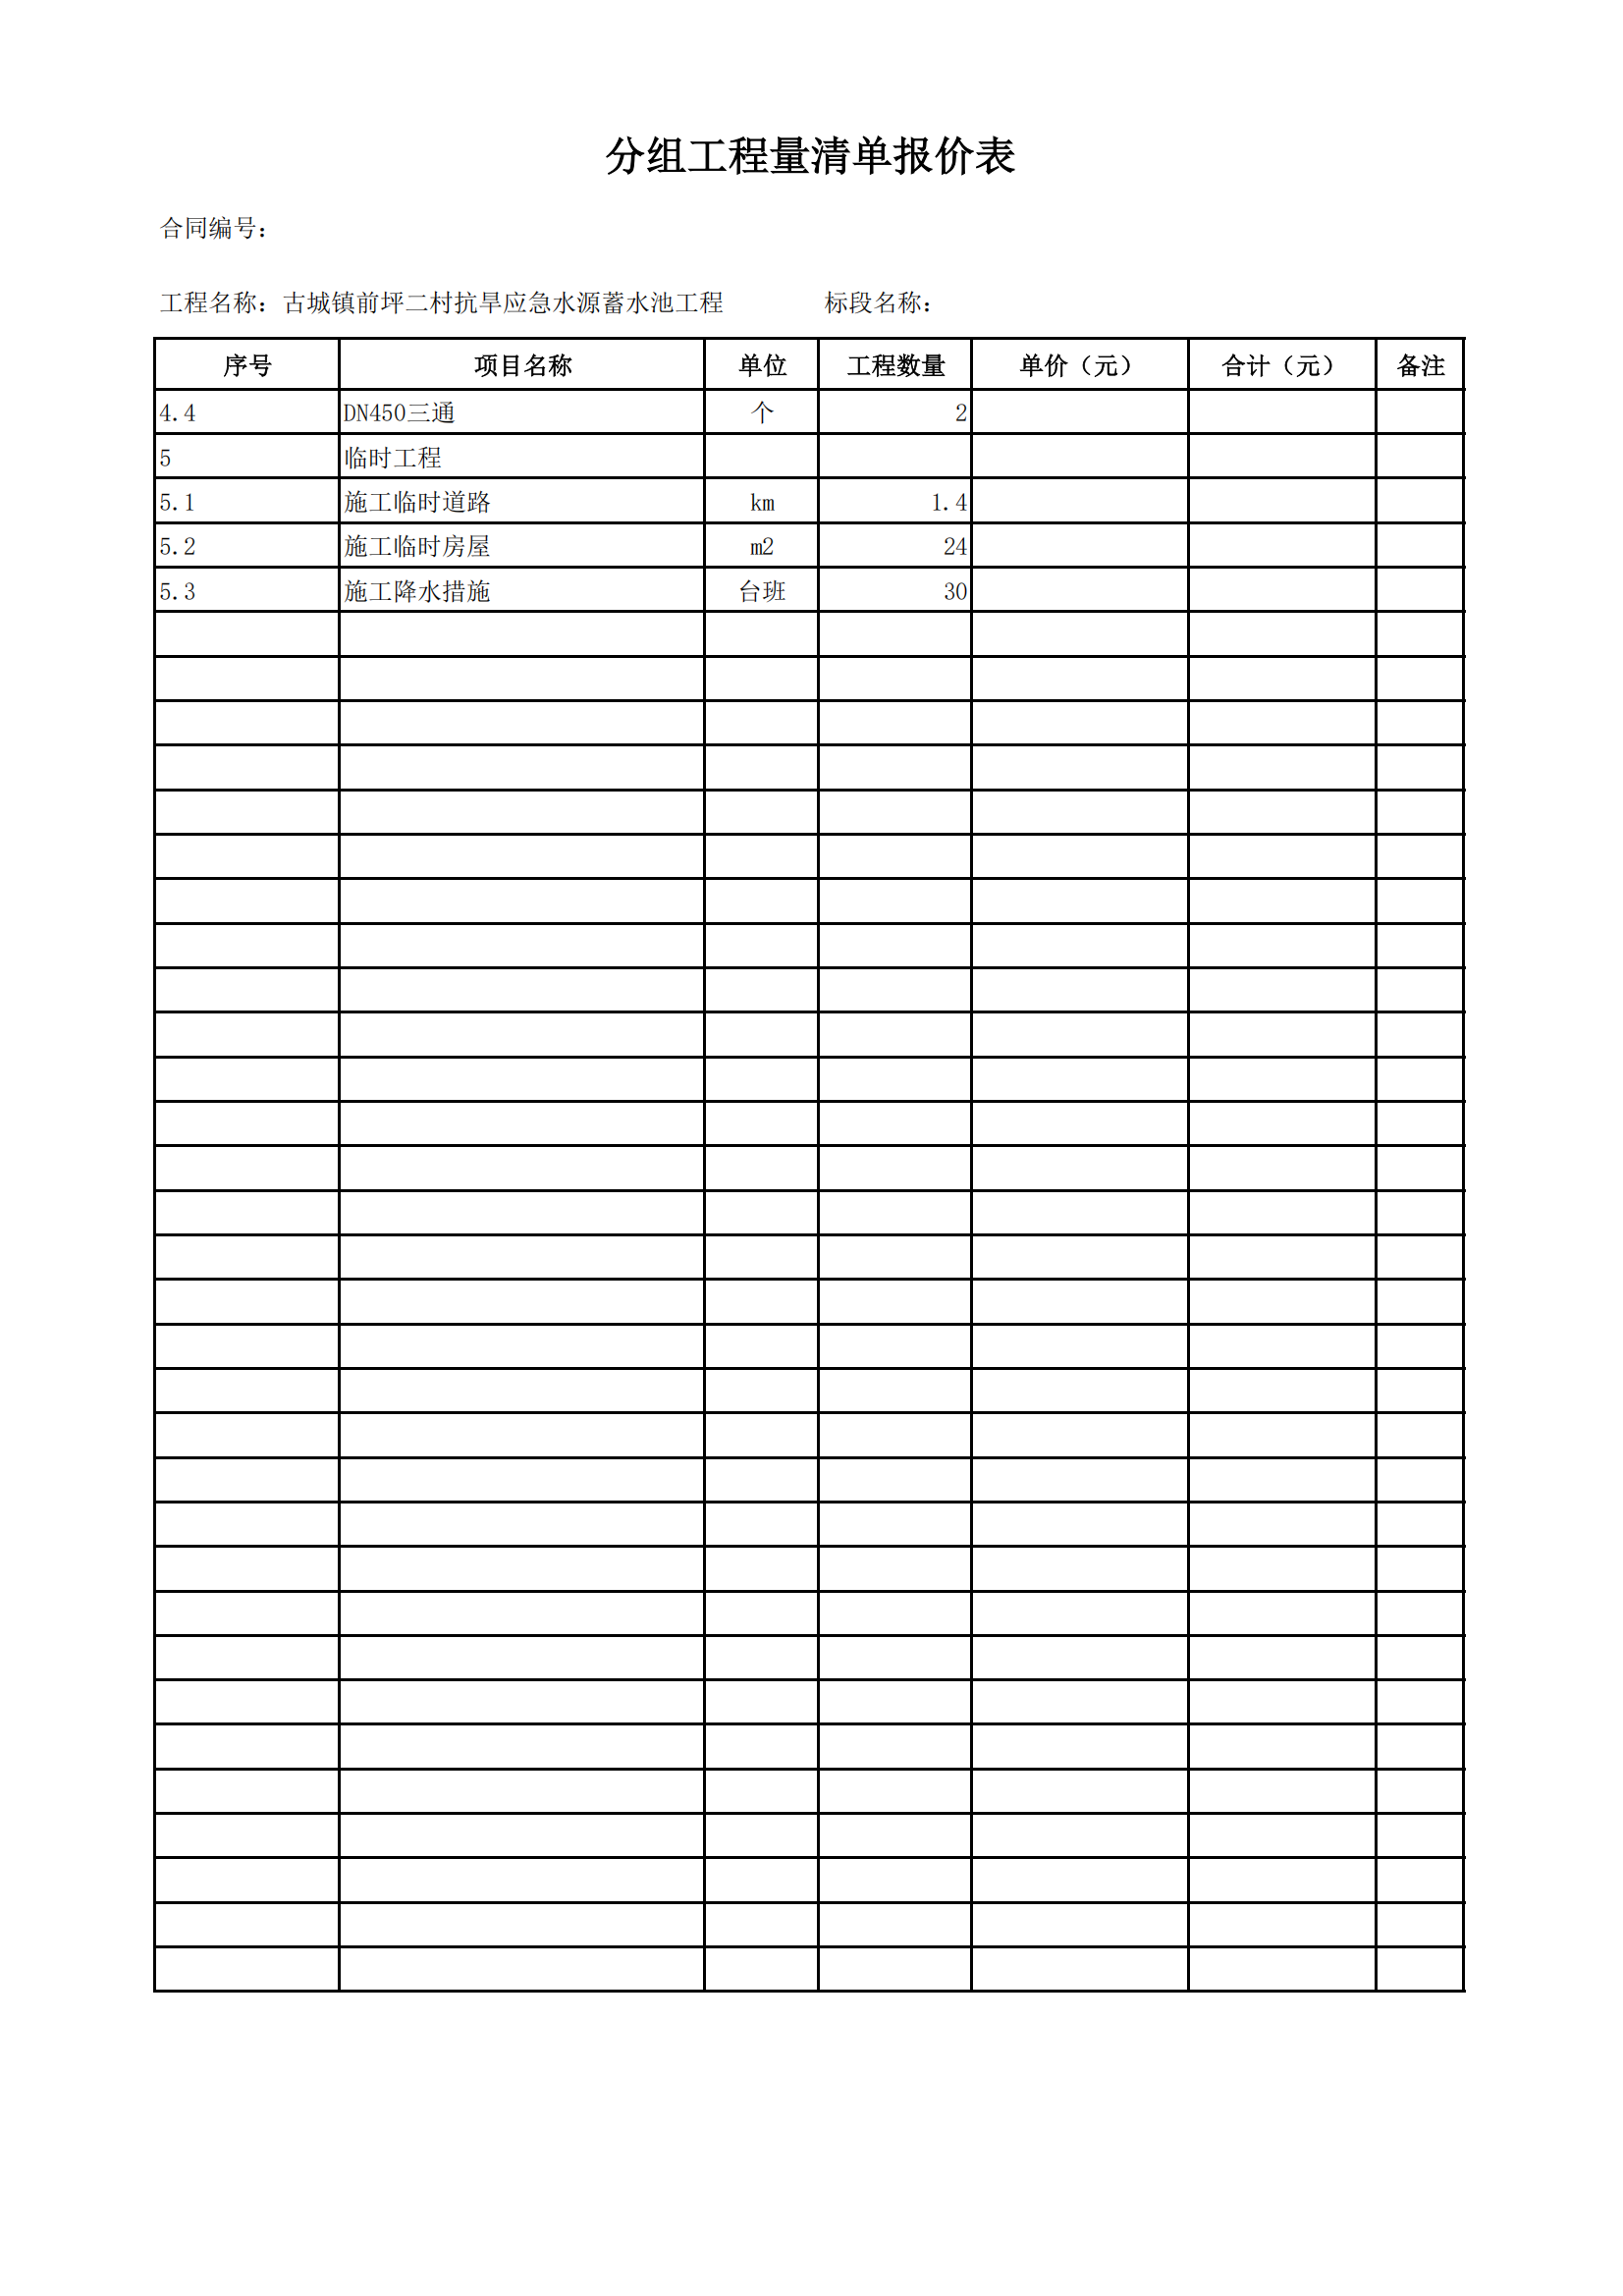 分组工程量清单报价表
合同编号：
工程名称：古城镇前坪二村抗旱应急水源蓄水池工程 标段名称：
序号 项目名称 单位 工程数量 单价（元） 合计（元） 备注
4.4 DN450三通 个 2
5 临时工程
5.1 施工临时道路 km 1.4
5.2 施工临时房屋 m2 24
5.3 施工降水措施 台班 30